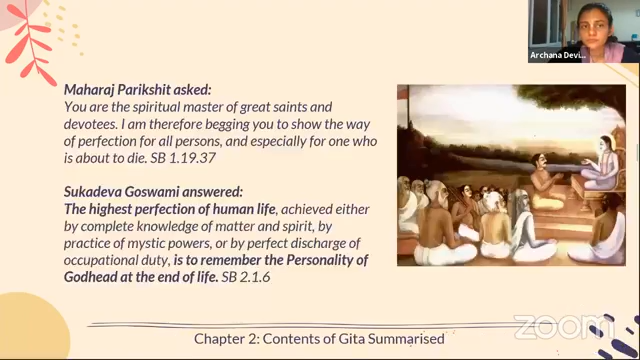 Archana Devi...
Maharaj Parikshit asked:
You are the spiritual master of great saints and
devotees. I am therefore begging you to show the way
of perfection for all persons, and especially for one who
is about to die. SB 1.19.37
Sukadeva Goswami answered:
The highest perfection of human life, achieved either
by complete knowledge of matter and spirit, by
practice of mystic powers, or by perfect discharge of
occupational duty, is to remember the Personality of
Godhead at the end of life. SB 2.1.6
zoom
Chapter 2: Contents of Gita Summarised